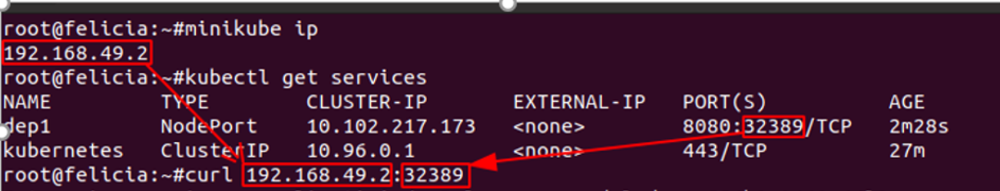 root@felicia:~#minikube ip
192.168.49.2
root@felicia:~#kubectl get services
NAME TYPE CLUSTER-IP EXTERNAL-IP PORT(S) AGE
dep1 NodePort 10.102.217.173 <none> 8080:32389/TCP 2m28s
kubernetes ClusterIP 10.96.0.1 <none> 443/TCP 27m
root@felicia:~#curl 192.168.49.2:32389